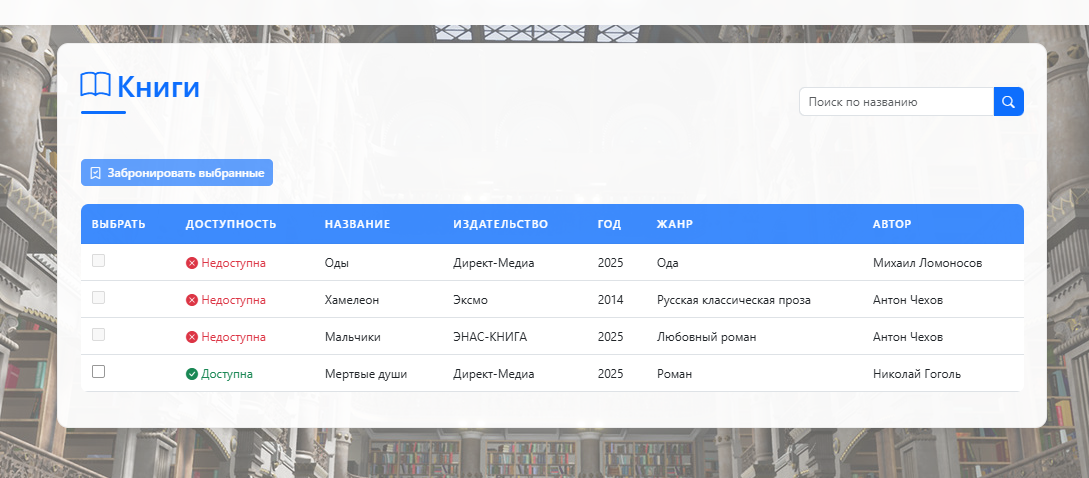 Книги
Поиск по названию
Забронировать выбранные
ВЫБРАТЬ ДОСТУПНОСТЬ НАЗВАНИЕ ИЗДАТЕЛЬСТВО ГОД ЖАНР АВТОР
Недоступна Оды Директ-Медиа 2025 Ода Михаил Ломоносов
Недоступна Хамелеон Эксмо 2014 Русская классическая проза Антон Чехов
Недоступна Мальчики ЭНАС-КНИГА 2025 Любовный роман Антон Чехов
Доступна Мертвые души Директ-Медиа 2025 Роман Николай Гоголь